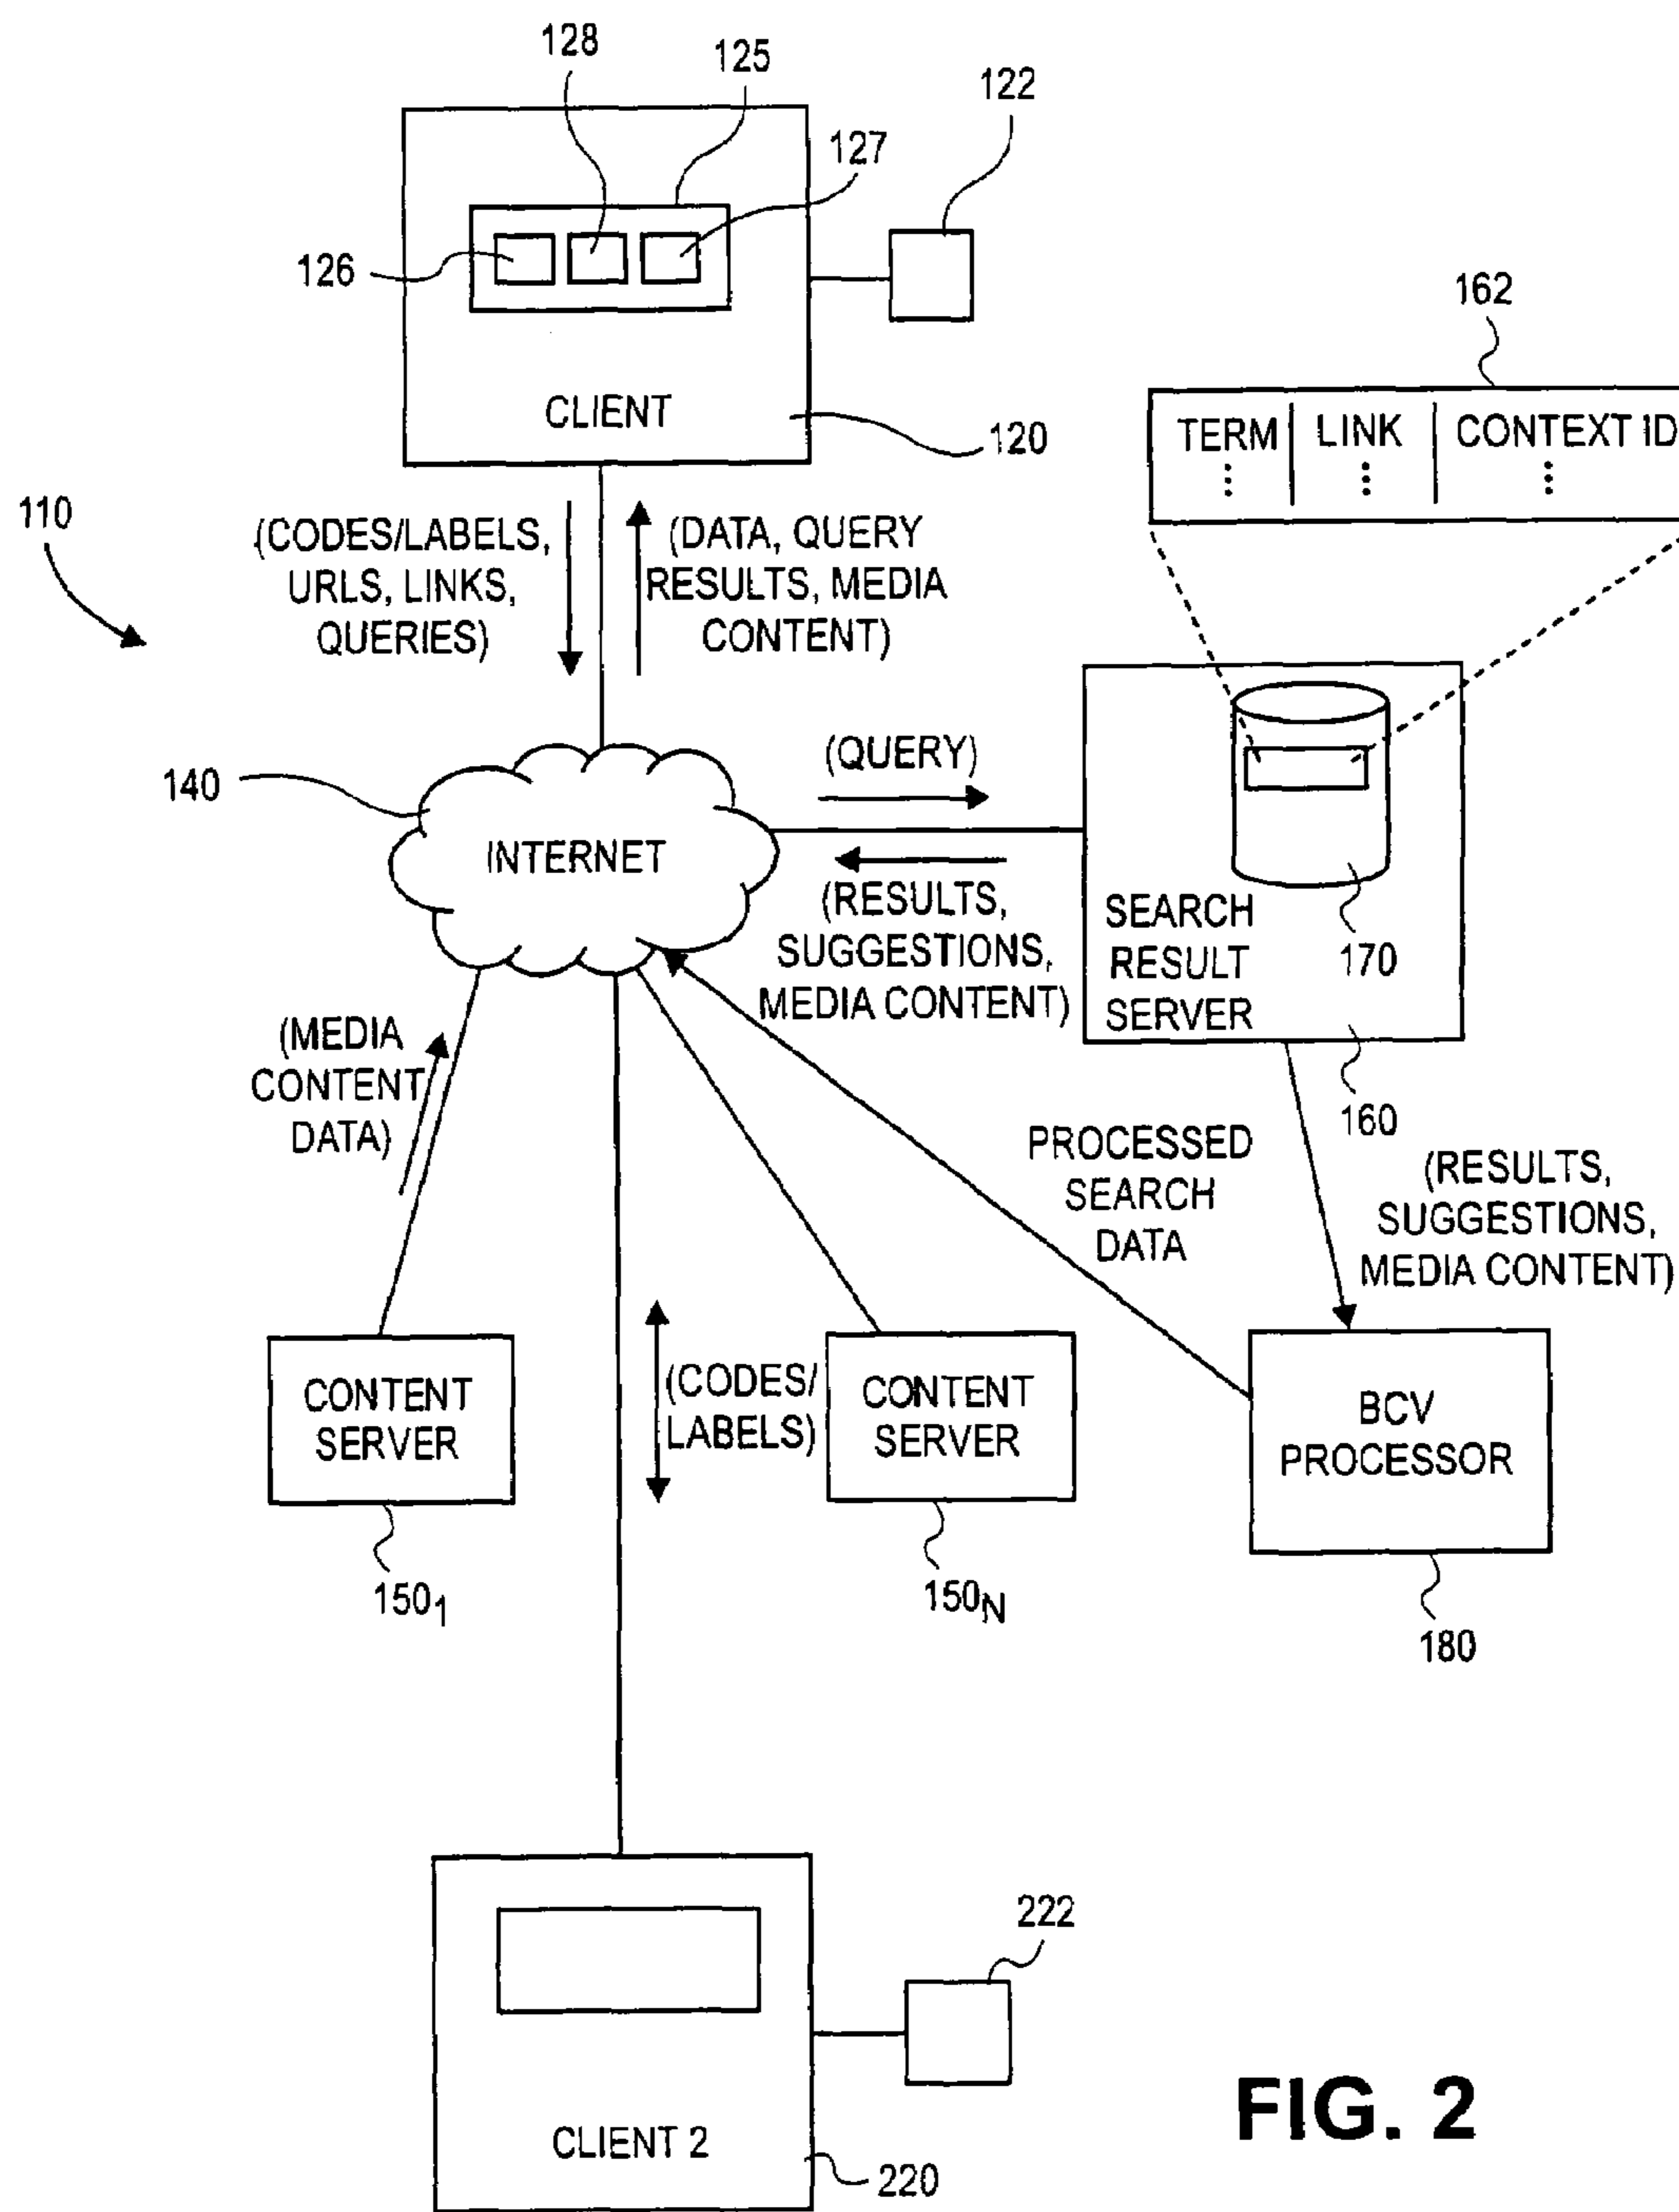 128
125
122
127
126
CLIENT
120
162
TERM LINK CONTEXT ID
110
(CODES/LABELS,
URLS, LINKS,
QUERIES)
(DATA, QUERY
RESULTS, MEDIA
CONTENT)
140
INTERNET
(QUERY)
(RESULTS,
SUGGESTIONS,
MEDIA CONTENT)
SEARCH
RESULT
SERVER
170
160
(MEDIA
CONTENT
DATA)
PROCESSED
SEARCH
DATA
(RESULTS,
SUGGESTIONS,
MEDIA CONTENT)
CONTENT
SERVER
150₁
(CODES/
LABELS)
CONTENT
SERVER
150N
BCV
PROCESSOR
180
222
CLIENT 2
220
FIG. 2